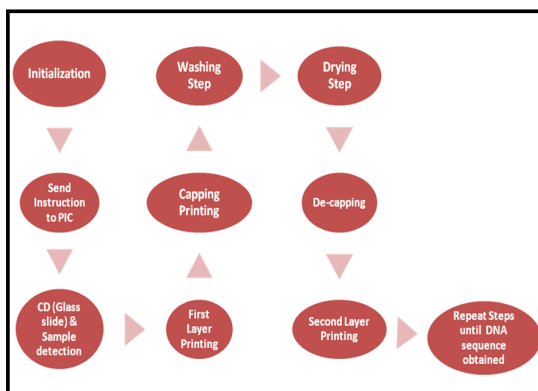 Initialization
Send
Instruction
to PIC
CD (Glass
slide) &
Sample
detection
First
Layer
Printing
Capping
Printing
Washing
Step
Drying
Step
De-capping
Second Layer
Printing
Repeat Steps
until DNA
sequence
obtained